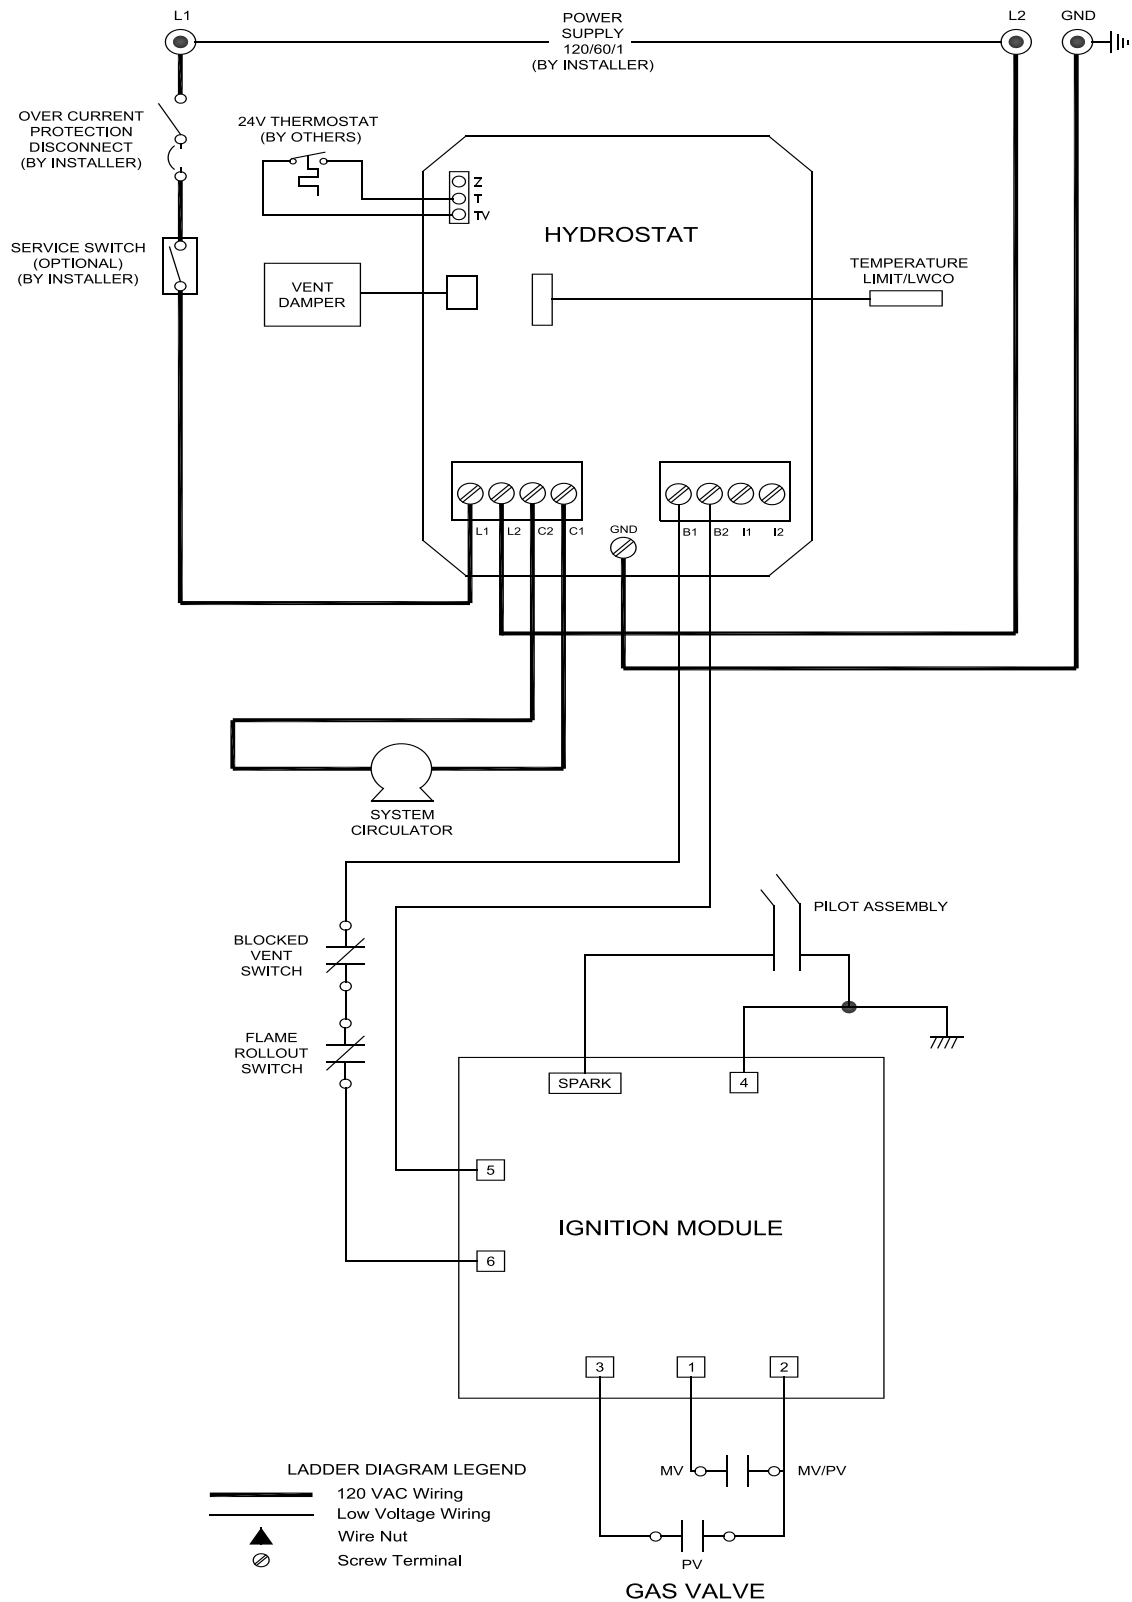 L1
POWER
SUPPLY
120/60/1
(BY INSTALLER)
L2
GND
OVER CURRENT
PROTECTION
DISCONNECT
(BY INSTALLER)
24V THERMOSTAT
(BY OTHERS)
Z
T
TV
HYDROSTAT
SERVICE SWITCH
(OPTIONAL)
(BY INSTALLER)
VENT
DAMPER
TEMPERATURE
LIMIT/LWCO
L1
L2
C2
C1
GND
B1
B2
I1
I2
SYSTEM
CIRCULATOR
PILOT ASSEMBLY
BLOCKED
VENT
SWITCH
FLAME
ROLLOUT
SWITCH
SPARK
4
5
IGNITION MODULE
6
3
1
2
MV
MV/PV
PV
GAS VALVE
LADDER DIAGRAM LEGEND
120 VAC Wiring
Low Voltage Wiring
Wire Nut
Screw Terminal